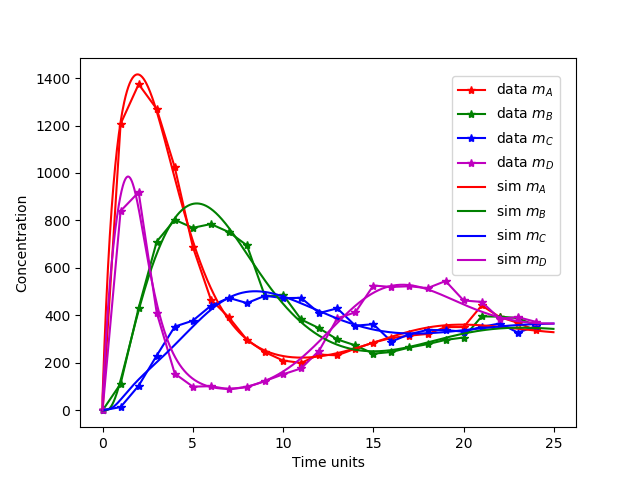 1400
1200
1000
800
600
400
200
0
Concentration
0 5 10 15 20 25
Time units
data m_A
data m_B
data m_C
data m_D
sim m_A
sim m_B
sim m_C
sim m_D